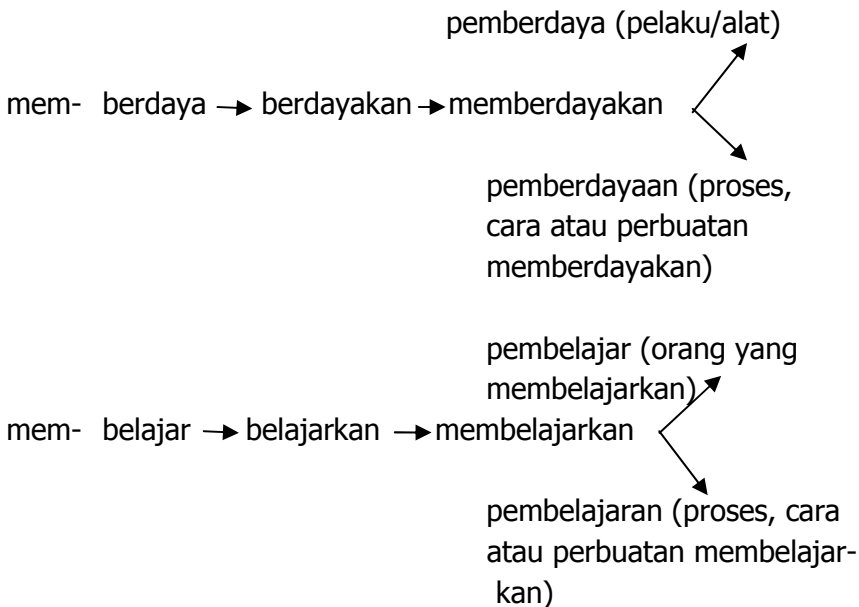 pemberdaya (pelaku/alat)
mem- berdaya → berdayakan → memberdayakan
pemberdayaan (proses,
cara atau perbuatan
memberdayakan)
pembelajar (orang yang
membelajarkan)
mem- belajar → belajarkan → membelajarkan
pembelajaran (proses, cara
atau perbuatan membelajar-
kan)